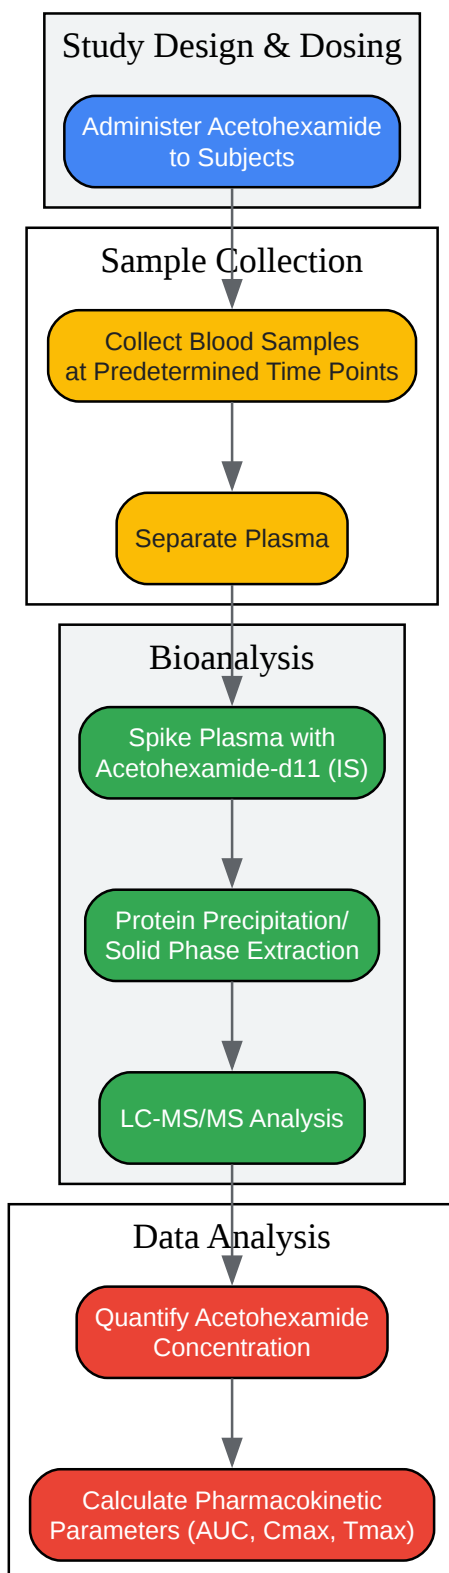 Study Design & Dosing
Administer Acetohexamide
to Subjects
Sample Collection
Collect Blood Samples
at Predetermined Time Points
Separate Plasma
Bioanalysis
Spike Plasma with
Acetohexamide-d11 (IS)
Protein Precipitation/
Solid Phase Extraction
LC-MS/MS Analysis
Data Analysis
Quantify Acetohexamide
Concentration
Calculate Pharmacokinetic
Parameters (AUC, Cmax, Tmax)